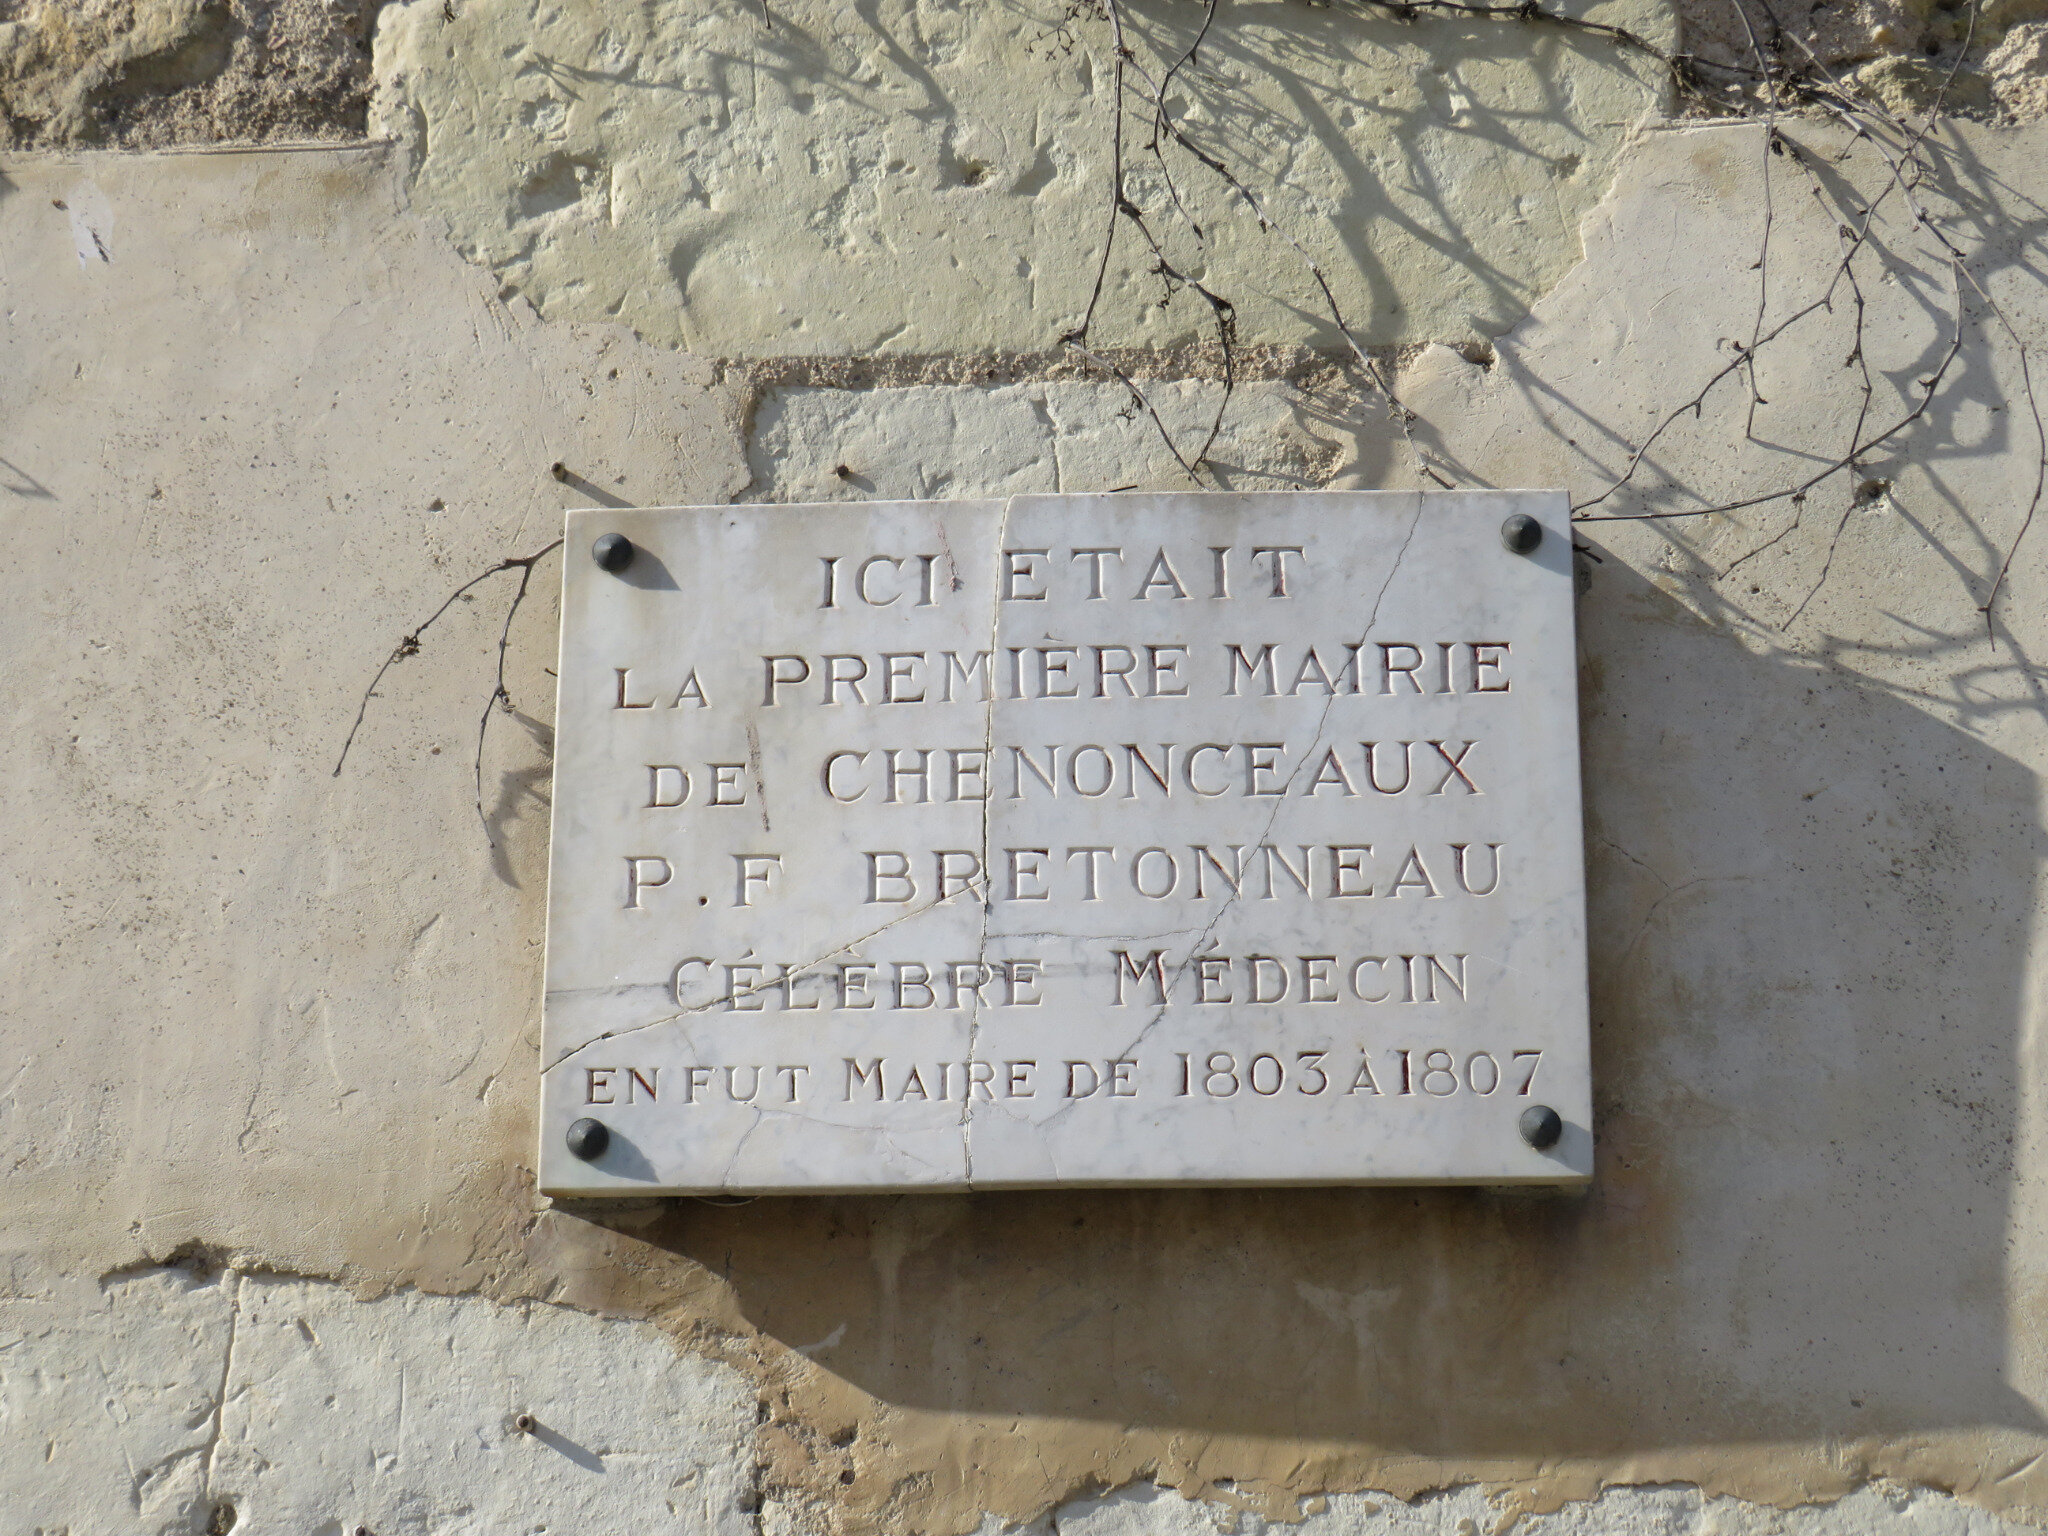 ICI ETAIT
LA PREMIÈRE MAIRIE
DE CHENONCEAUX
P.F BRETONNEAU
CÉLÈBRE MÉDECIN
EN FUT MAIRE DE 1803 À 1807